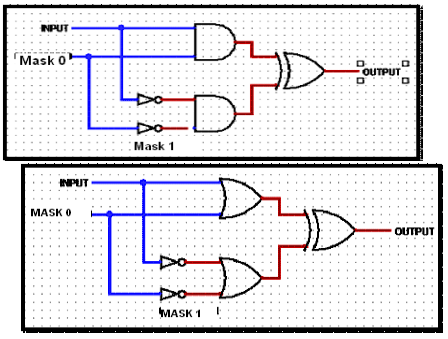 INPUT
Mask 0
OUTPUT
Mask 1
INPUT
MASK 0
OUTPUT
MASK 1